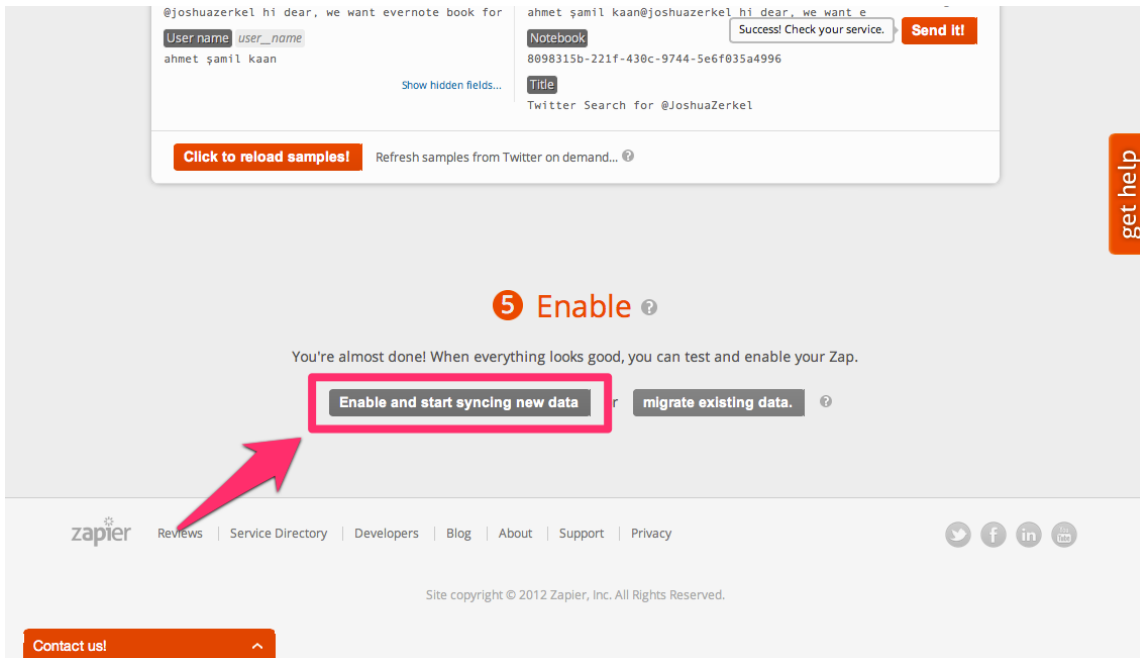 @joshuazerkel hi dear, we want evernote book for
User name user__name
ahmet şamil kaan
Show hidden fields...
ahmet şamil kaan@joshuazerkel hi dear, we want e
Notebook
8098315b-221f-430c-9744-5e6f035a4996
Title
Twitter Search for @JoshuaZerkel
Success! Check your service.
Send It!
Click to reload samples! Refresh samples from Twitter on demand... ?
get help
5 Enable ?
You're almost done! When everything looks good, you can test and enable your Zap.
Enable and start syncing new data r migrate existing data. ?
zapier Reviews Service Directory Developers Blog About Support Privacy
f in You Tube
Site copyright © 2012 Zapier, Inc. All Rights Reserved.
Contact us!